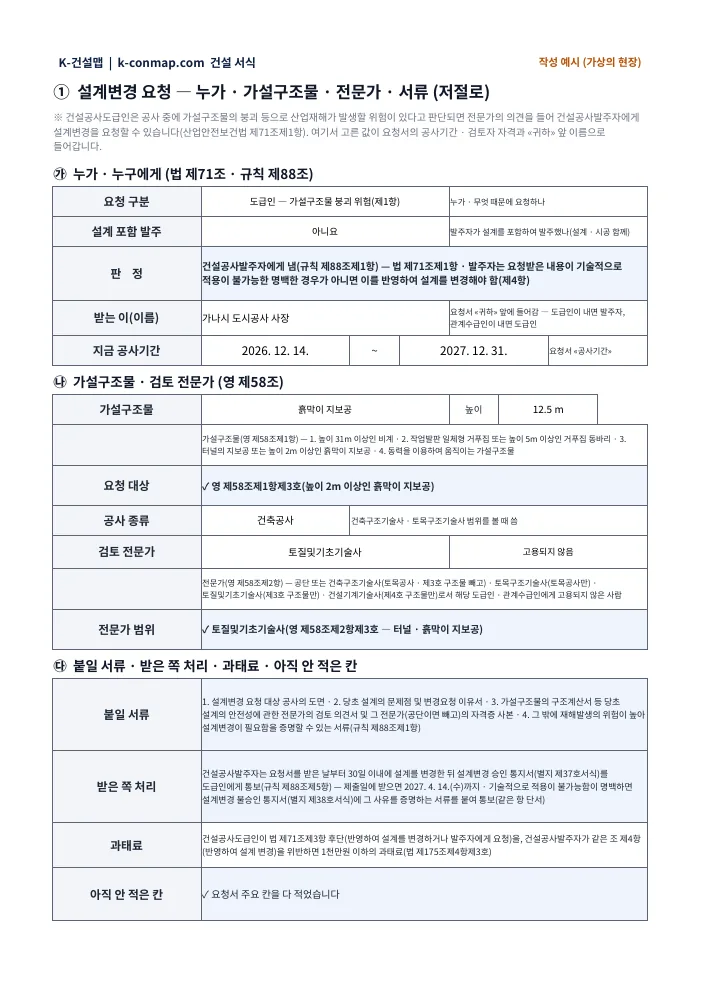 K-건설맵 | k-conmap.com 건설 서식
작성 예시 (가상의 현장)
① 설계변경 요청 — 누가 · 가설구조물 · 전문가 · 서류 (저절로)
※ 건설공사도급인은 공사 중에 가설구조물의 붕괴 등으로 산업재해가 발생할 위험이 있다고 판단되면 전문가의 의견을 들어 건설공사발주자에게
설계변경을 요청할 수 있습니다(산업안전보건법 제71조제1항). 여기서 고른 값이 요청서의 공사기간 · 검토자 자격과 «귀하» 앞 이름으로
들어갑니다.
㉮ 누가 · 누구에게 (법 제71조 · 규칙 제88조)
요청 구분
도급인 — 가설구조물 붕괴 위험(제1항)
누가 · 무엇 때문에 요청하나
설계 포함 발주
아니요
발주자가 설계를 포함하여 발주했나(설계 · 시공 함께)
판 정
건설공사발주자에게 냄(규칙 제88조제1항) — 법 제71조제1항 · 발주자는 요청받은 내용이 기술적으로
적용이 불가능한 명백한 경우가 아니면 이를 반영하여 설계를 변경해야 함(제4항)
받는 이(이름)
가나시 도시공사 사장
요청서 «귀하» 앞에 들어감 — 도급인이 내면 발주자,
관계수급인이 내면 도급인
지금 공사기간
2026. 12. 14.
~
2027. 12. 31.
요청서 «공사기간»
㉯ 가설구조물 · 검토 전문가 (영 제58조)
가설구조물
흙막이 지보공
높이
12.5 m
가설구조물(영 제58조제1항) — 1. 높이 31m 이상인 비계 · 2. 작업발판 일체형 거푸집 또는 높이 5m 이상인 거푸집 동바리 · 3.
터널의 지보공 또는 높이 2m 이상인 흙막이 지보공 · 4. 동력을 이용하여 움직이는 가설구조물
요청 대상
✓ 영 제58조제1항제3호(높이 2m 이상인 흙막이 지보공)
공사 종류
건축공사
건축구조기술사 · 토목구조기술사 범위를 볼 때 씀
검토 전문가
토질및기초기술사
고용되지 않음
전문가(영 제58조제2항) — 공단 또는 건축구조기술사(토목공사 · 제3호 구조물 빼고) · 토목구조기술사(토목공사만) ·
토질및기초기술사(제3호 구조물만) · 건설기계기술사(제4호 구조물만)로서 해당 도급인 · 관계수급인에게 고용되지 않은 사람
전문가 범위
✓ 토질및기초기술사(영 제58조제2항제3호 — 터널 · 흙막이 지보공)
㉰ 붙일 서류 · 받은 쪽 처리 · 과태료 · 아직 안 적은 칸
붙일 서류
1. 설계변경 요청 대상 공사의 도면 · 2. 당초 설계의 문제점 및 변경요청 이유서 · 3. 가설구조물의 구조계산서 등 당초
설계의 안전성에 관한 전문가의 검토 의견서 및 그 전문가(공단이면 빼고)의 자격증 사본 · 4. 그 밖에 재해발생의 위험이 높아
설계변경이 필요함을 증명할 수 있는 서류(규칙 제88조제1항)
받은 쪽 처리
건설공사발주자는 요청서를 받은 날부터 30일 이내에 설계를 변경한 뒤 설계변경 승인 통지서(별지 제37호서식)를
도급인에게 통보(규칙 제88조제5항) — 제출일에 받으면 2027. 4. 14.(수)까지 · 기술적으로 적용이 불가능함이 명백하면
설계변경 불승인 통지서(별지 제38호서식)에 그 사유를 증명하는 서류를 붙여 통보(같은 항 단서)
과태료
건설공사도급인이 법 제71조제3항 후단(반영하여 설계를 변경하거나 발주자에게 요청)을, 건설공사발주자가 같은 조 제4항
(반영하여 설계 변경)을 위반하면 1천만원 이하의 과태료(법 제175조제4항제3호)
아직 안 적은 칸
✓ 요청서 주요 칸을 다 적었습니다